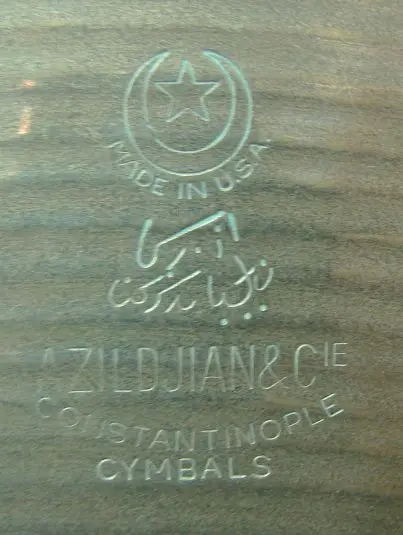 MADE IN U.S.A.
A ZILDJIAN & CIE
CONSTANTINOPLE
CYMBALS